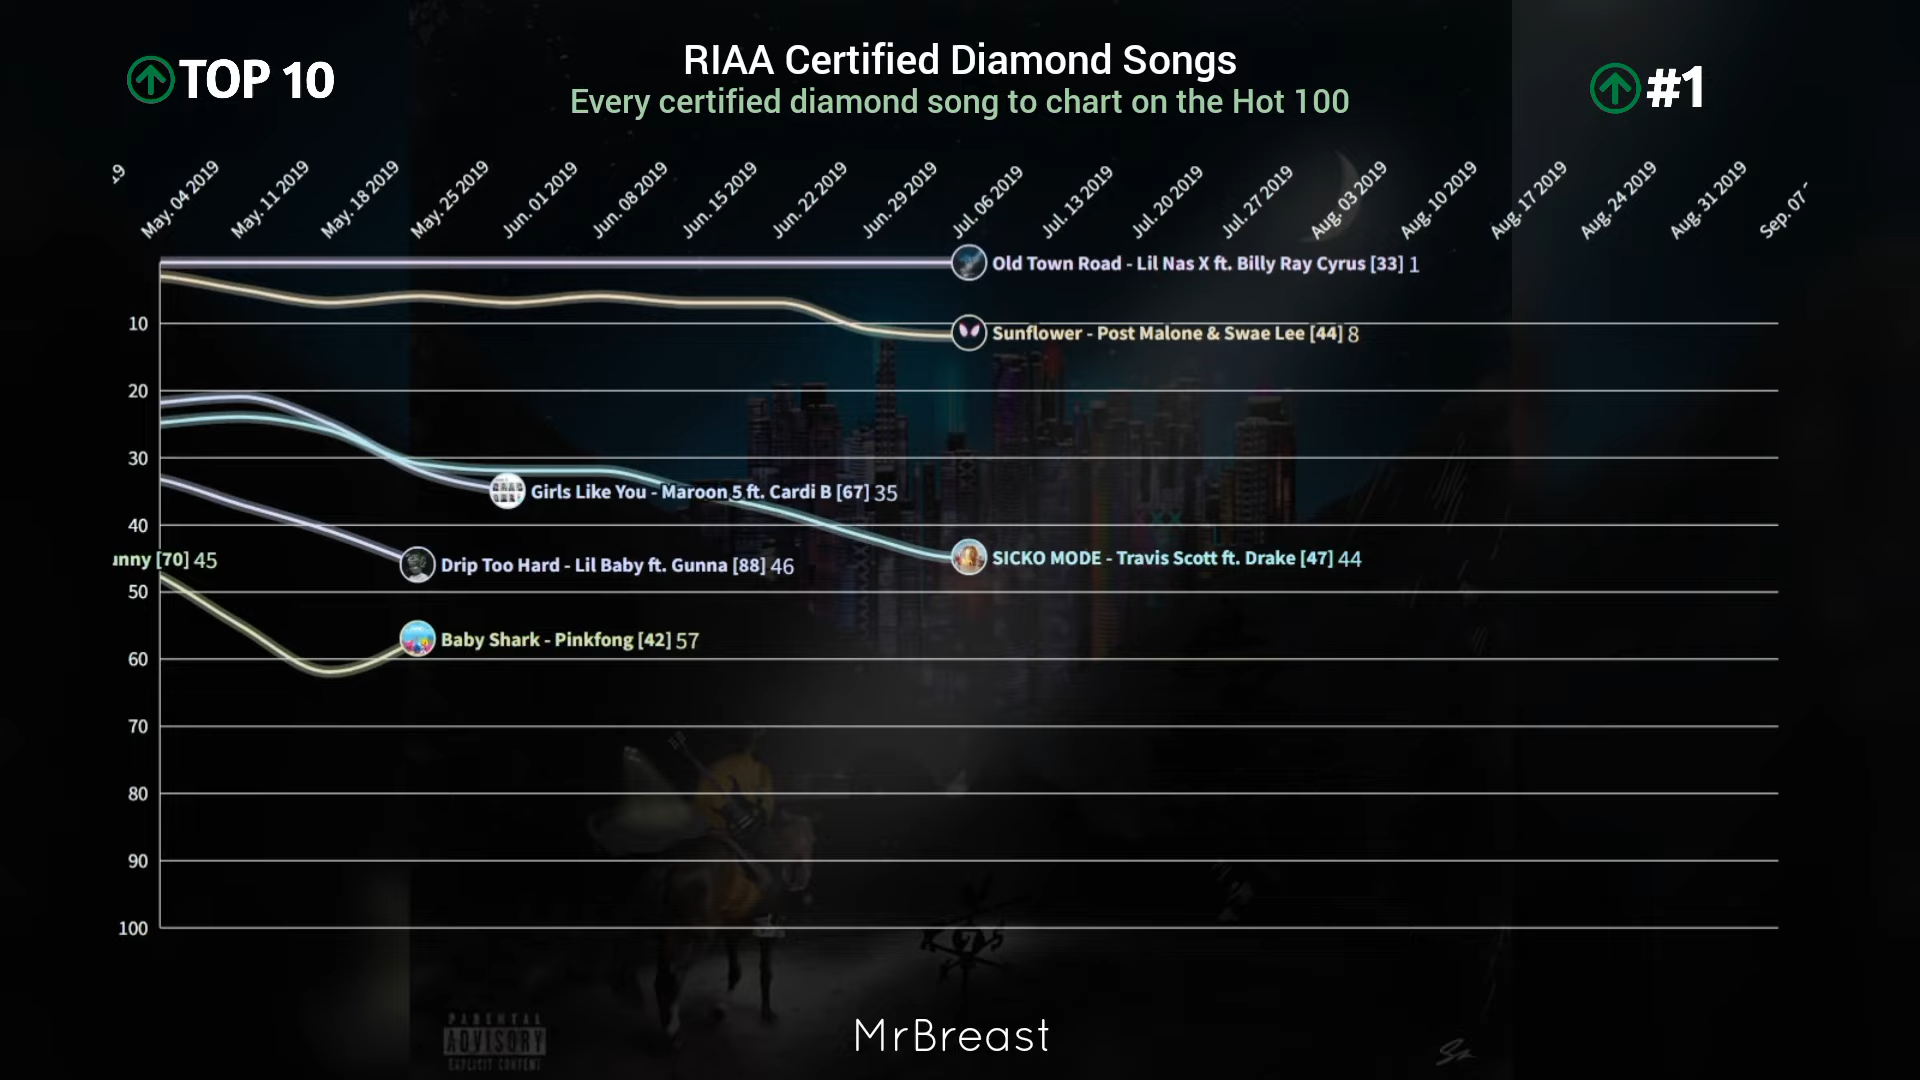 TOP 10
RIAA Certified Diamond Songs
Every certified diamond song to chart on the Hot 100
#1
May. 04 2019
May. 11 2019
May. 18 2019
May. 25 2019
Jun. 01 2019
Jun. 08 2019
Jun. 15 2019
Jun. 22 2019
Jun. 29 2019
Jul. 06 2019
Jul. 13 2019
Jul. 20 2019
Jul. 27 2019
Aug. 03 2019
Aug. 10 2019
Aug. 17 2019
Aug. 24 2019
Aug. 31 2019
Sep. 07
Old Town Road - Lil Nas X ft. Billy Ray Cyrus [33] 1
10
Sunflower - Post Malone & Swae Lee [44] 8
20
30
Girls Like You - Maroon 5 ft. Cardi B [67] 35
40
[70] 45
Drip Too Hard - Lil Baby ft. Gunna [88] 46
SICKO MODE - Travis Scott ft. Drake [47] 44
50
Baby Shark - Pinkfong [42] 57
60
70
80
90
100
PARENTAL
ADVISORY
EXPLICIT CONTENT
MrBreast